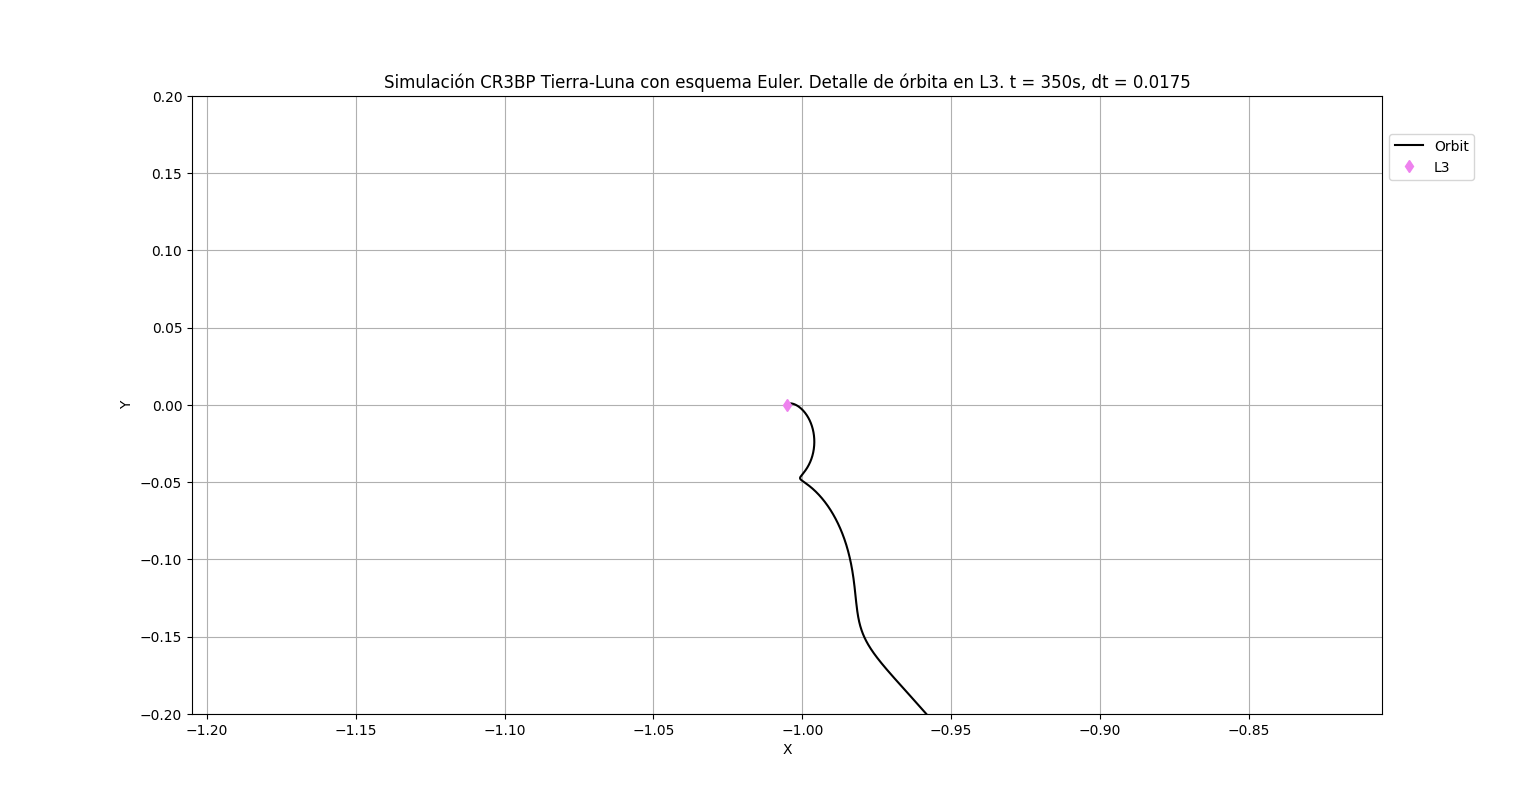 Simulación CR3BP Tierra-Luna con esquema Euler. Detalle de órbita en L3. t = 350s, dt = 0.0175
0.20
0.15
0.10
0.05
0.00
−0.05
−0.10
−0.15
−0.20
Y
−1.20 −1.15 −1.10 −1.05 −1.00 −0.95 −0.90 −0.85
X
Orbit
L3